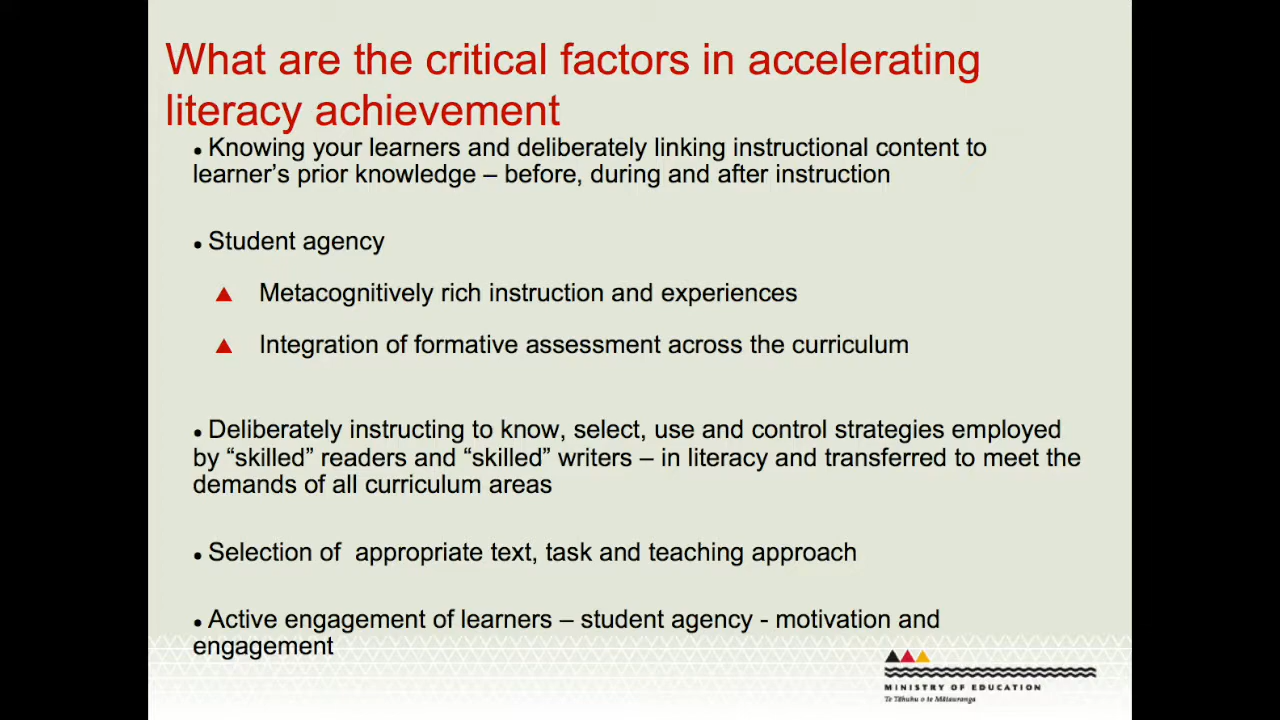 What are the critical factors in accelerating
literacy achievement
• Knowing your learners and deliberately linking instructional content to
learner’s prior knowledge – before, during and after instruction
• Student agency
▲ Metacognitively rich instruction and experiences
▲ Integration of formative assessment across the curriculum
• Deliberately instructing to know, select, use and control strategies employed
by “skilled” readers and “skilled” writers – in literacy and transferred to meet the
demands of all curriculum areas
• Selection of  appropriate text, task and teaching approach
• Active engagement of learners – student agency - motivation and
engagement
MINISTRY OF EDUCATION
Te Tāhuhu o te Mātauranga